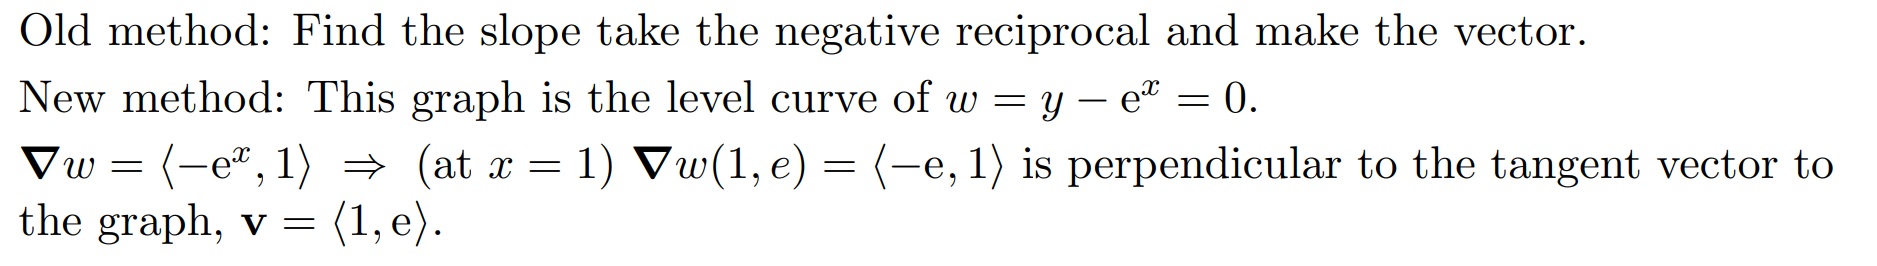 Old method: Find the slope take the negative reciprocal and make the vector.
New method: This graph is the level curve of w = y − eˣ = 0.
∇w = ⟨−eˣ, 1⟩ ⇒ (at x = 1) ∇w(1, e) = ⟨−e, 1⟩ is perpendicular to the tangent vector to
the graph, v = ⟨1, e⟩.